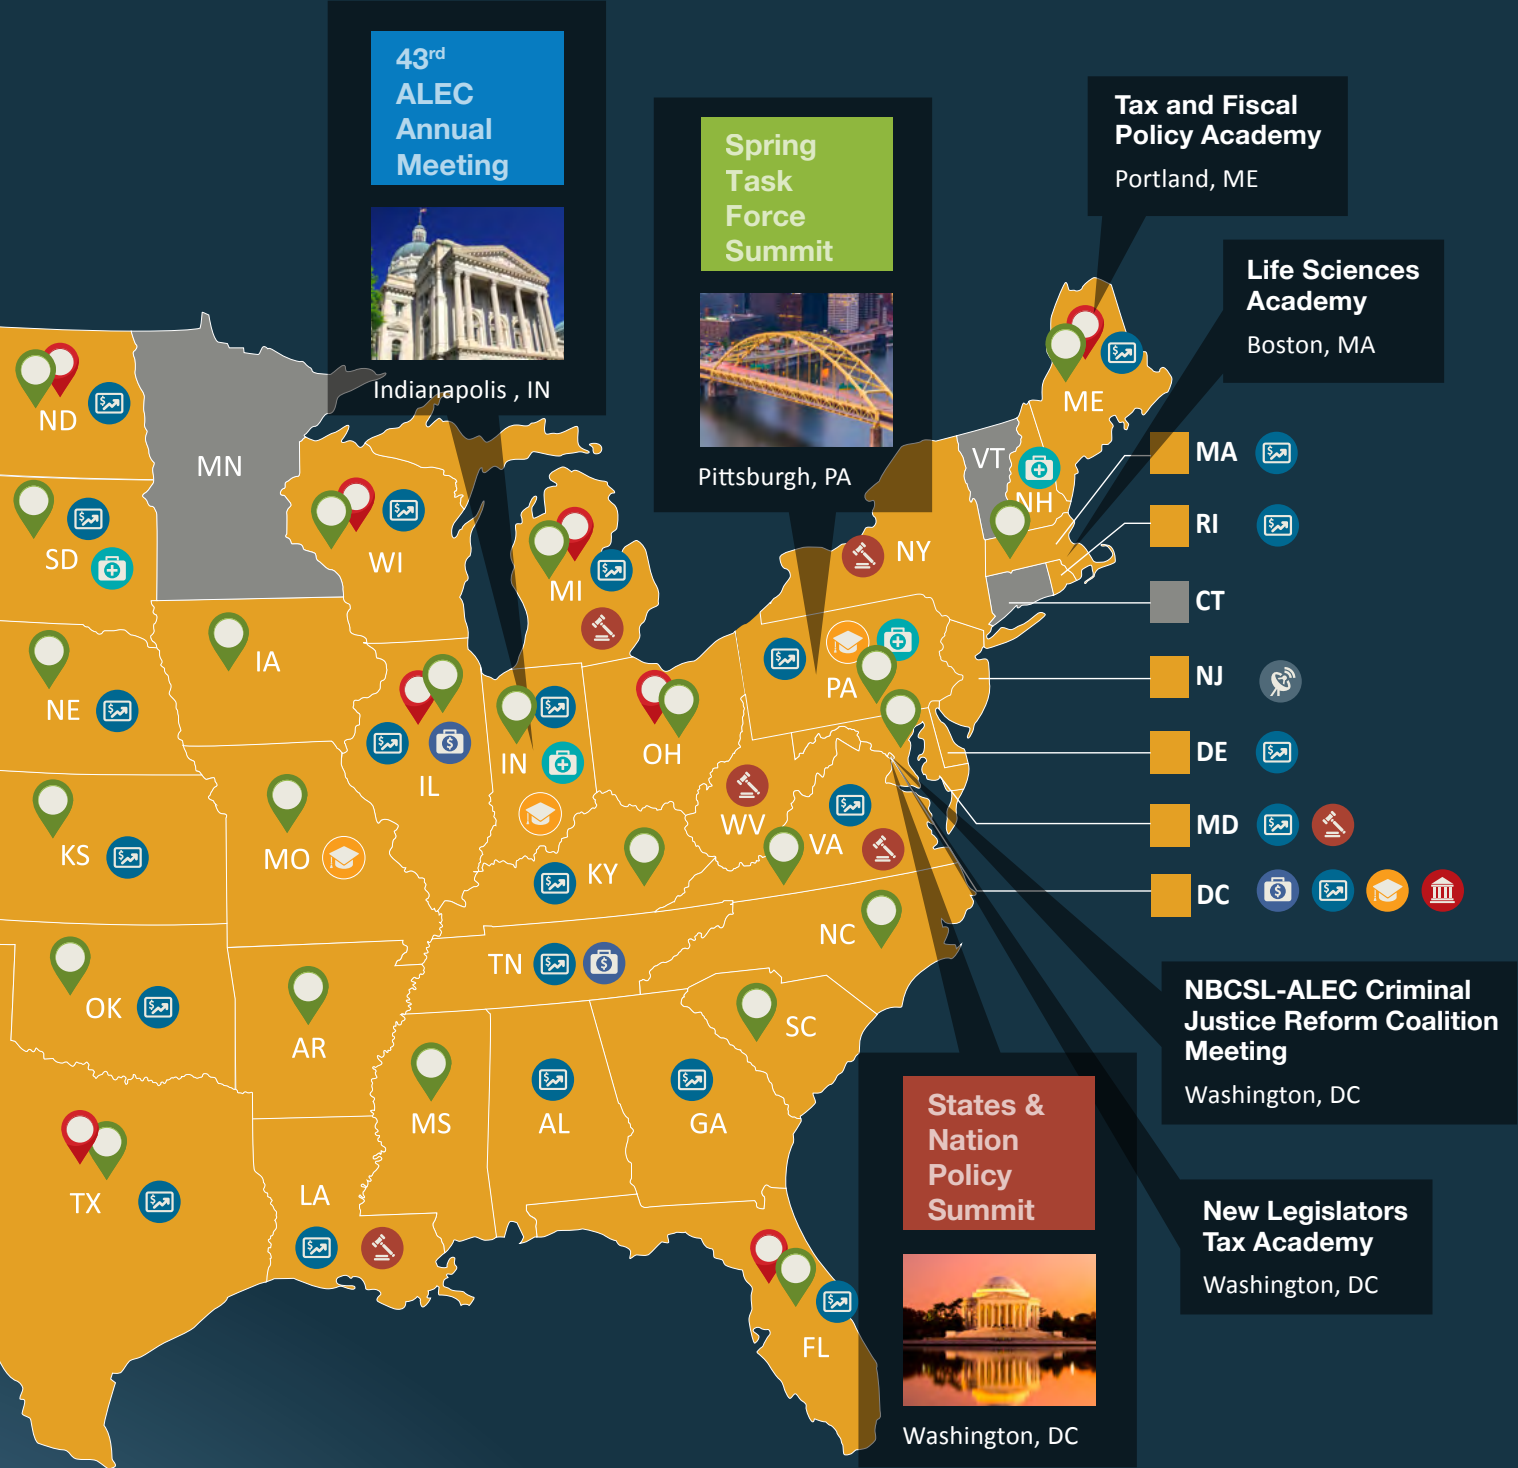 43rd
ALEC
Annual
Meeting
Indianapolis , IN
Spring
Task
Force
Summit
Pittsburgh, PA
Tax and Fiscal
Policy Academy
Portland, ME
Life Sciences
Academy
Boston, MA
ND
MN
SD
WI
MI
IA
NE
IL
IN
OH
KS
MO
KY
WV
VA
PA
NY
VT
NH
ME
MA
RI
CT
NJ
DE
MD
DC
OK
AR
TN
NC
SC
MS
AL
GA
TX
LA
FL
NBCSL-ALEC Criminal
Justice Reform Coalition
Meeting
Washington, DC
New Legislators
Tax Academy
Washington, DC
States &
Nation
Policy
Summit
Washington, DC